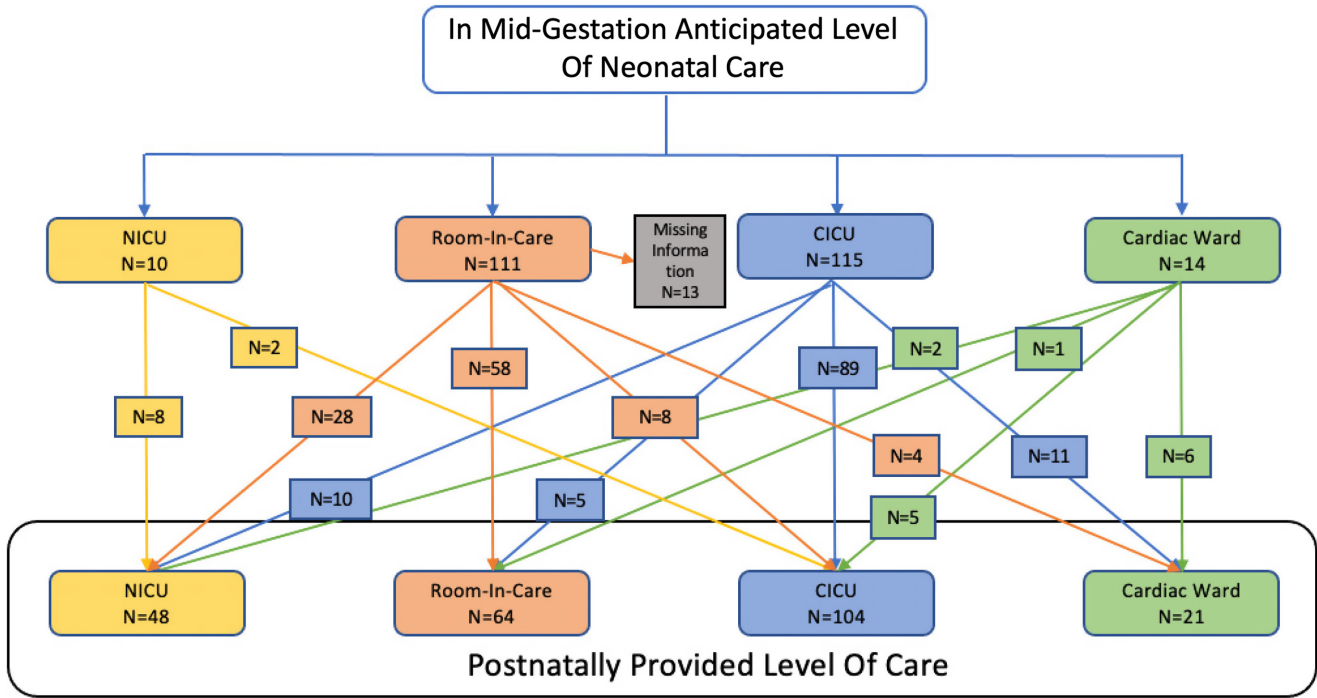 In Mid-Gestation Anticipated Level
Of Neonatal Care
NICU
N=10
Room-In-Care
N=111
Missing
Informa
tion
N=13
CICU
N=115
Cardiac Ward
N=14
N=2
N=58
N=89
N=2
N=1
N=8
N=28
N=8
N=4
N=11
N=6
N=10
N=5
N=5
NICU
N=48
Room-In-Care
N=64
CICU
N=104
Cardiac Ward
N=21
Postnatally Provided Level Of Care